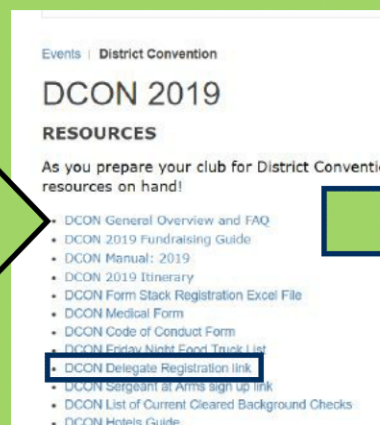 Events | District Convention
DCON 2019
RESOURCES
As you prepare your club for District
resources on hand!
• DCON General Overview and FAQ
• DCON 2019 Fundraising Guide
• DCON Manual: 2019
• DCON 2019 Itinerary
• DCON Form Stack Registration Excel File
• DCON Medical Form
• DCON Code of Conduct Form
• DCON Friday Night Food Truck List
• DCON Delegate Registration link
• DCON Sergeant at Arms sign up link
• DCON List of Current Cleared Background Checks
• DCON Hotels Guide